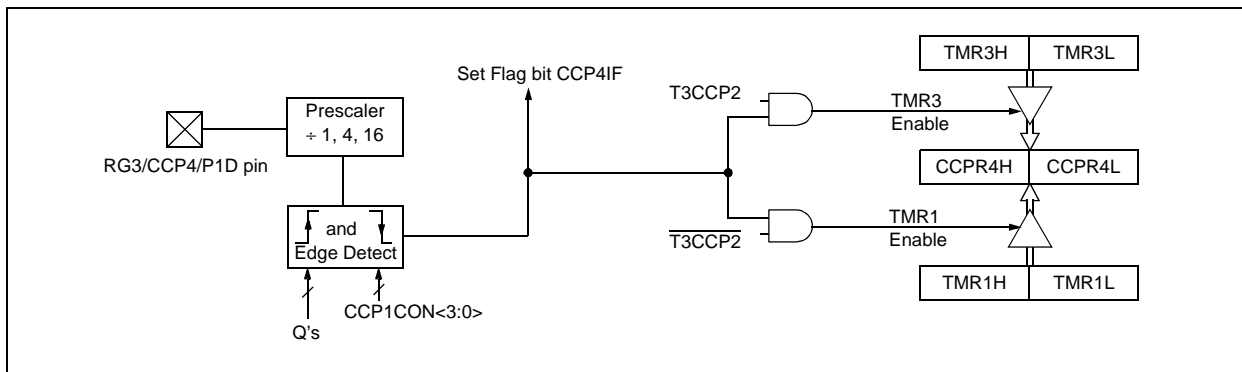 TMR3H TMR3L
Set Flag bit CCP4IF
T3CCP2
TMR3
Enable
Prescaler
÷ 1, 4, 16
RG3/CCP4/P1D pin
CCPR4H CCPR4L
and
Edge Detect
TMR1
Enable
T3CCP2
TMR1H TMR1L
CCP1CON<3:0>
Q's